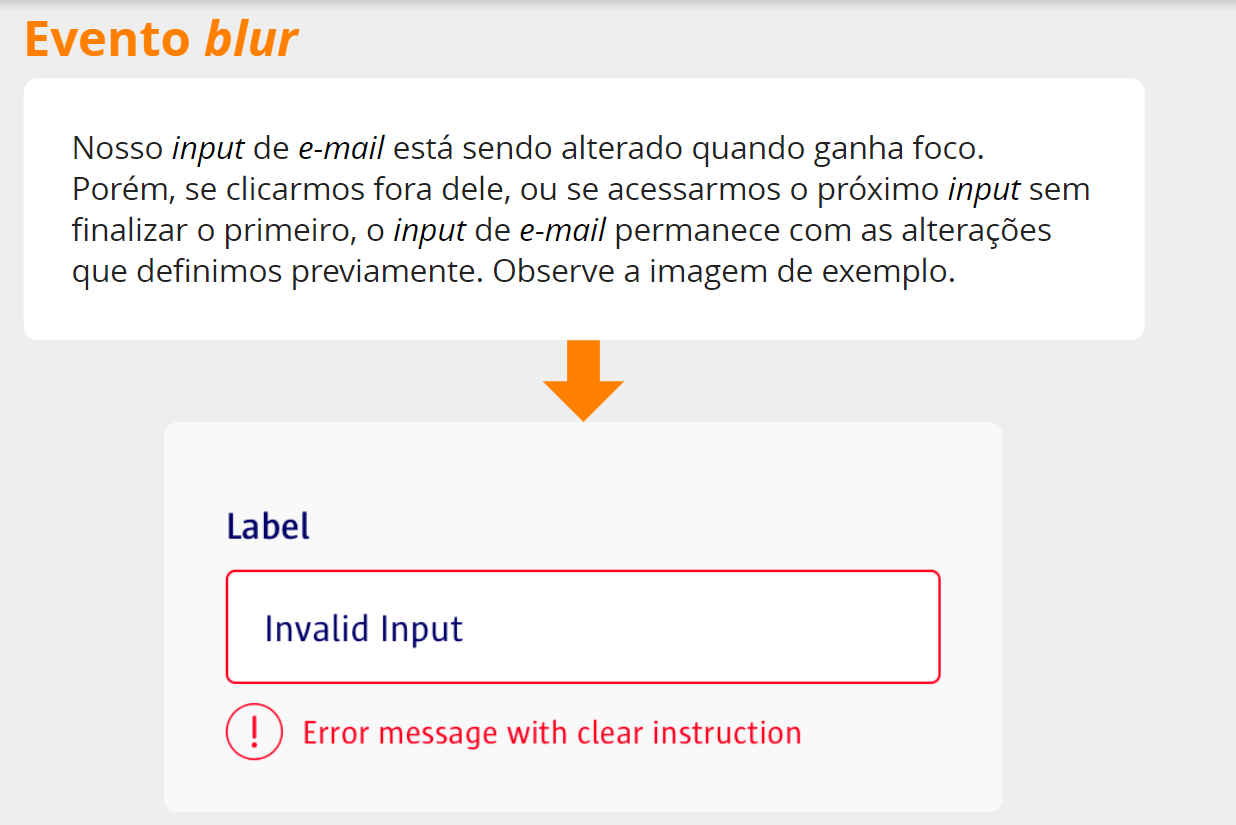 Evento blur
Nosso input de e-mail está sendo alterado quando ganha foco.
Porém, se clicarmos fora dele, ou se acessarmos o próximo input sem
finalizar o primeiro, o input de e-mail permanece com as alterações
que definimos previamente. Observe a imagem de exemplo.
Label
Invalid Input
! Error message with clear instruction